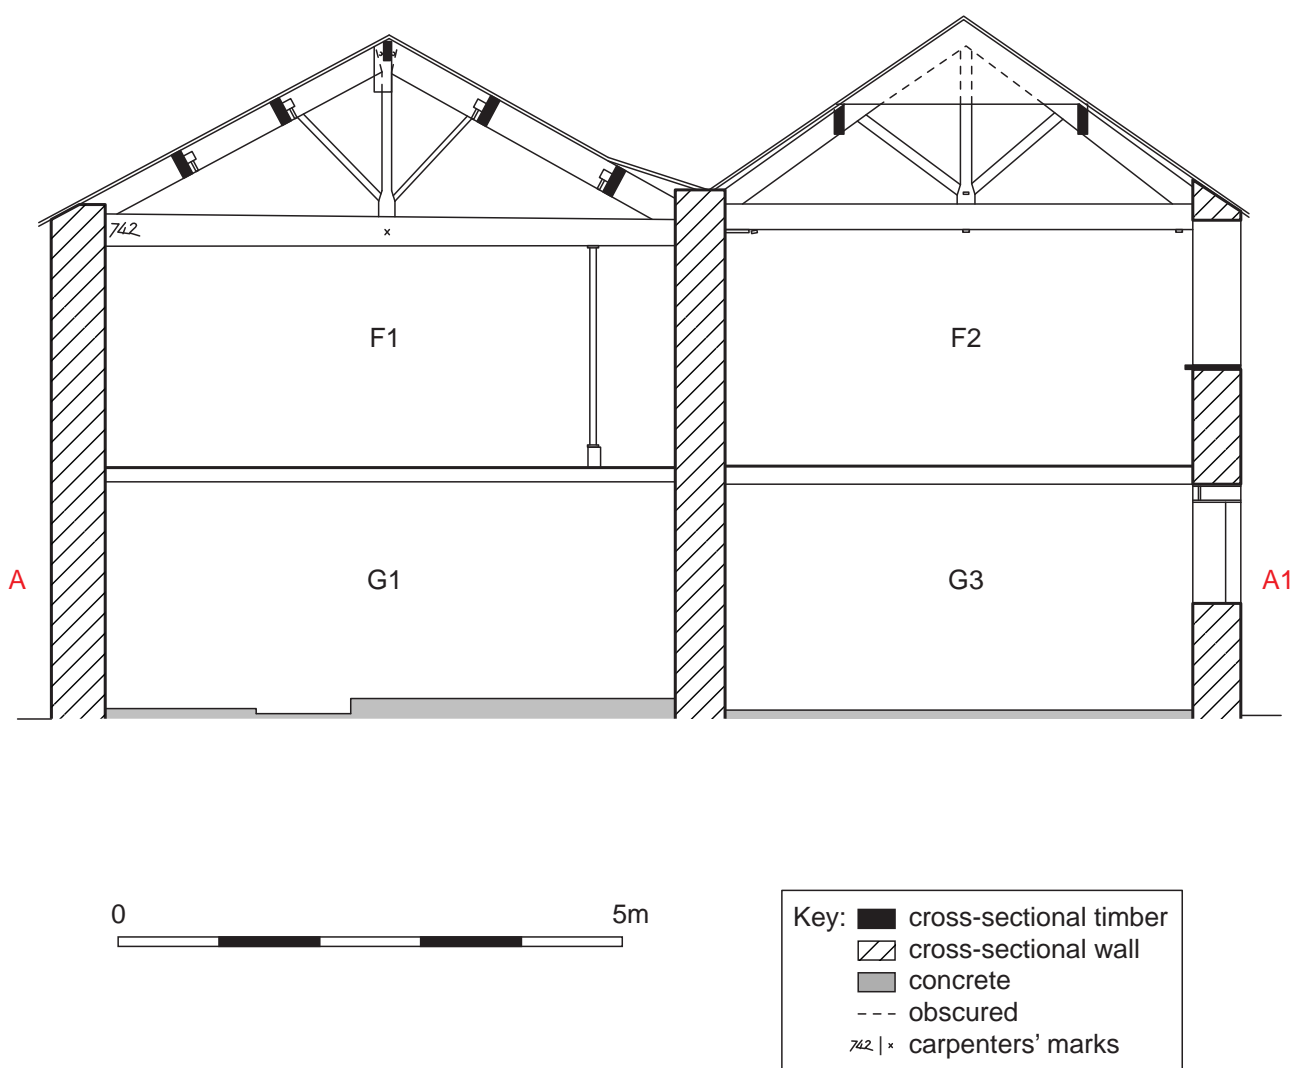 742
x
F1
F2
A
G1
G3
A1
0 5m
Key: cross-sectional timber
cross-sectional wall
concrete
obscured
742 | x carpenters’ marks